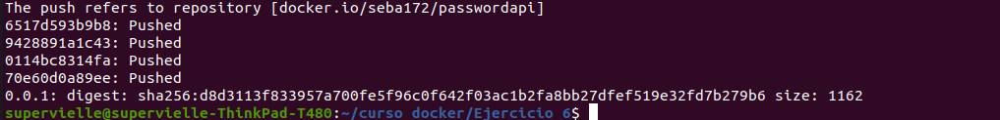 The push refers to repository [docker.io/seba172/passwordapi]
6517d593b9b8: Pushed
9428891a1c43: Pushed
0114bc8314fa: Pushed
70e60d0a89ee: Pushed
0.0.1: digest: sha256:d8d3113f833957a700fe5f96c0f642f03ac1b2fa8bb27dfef519e32fd7b279b6 size: 1162
supervielle@supervielle-ThinkPad-T480:~/curso docker/Ejercicio 6$